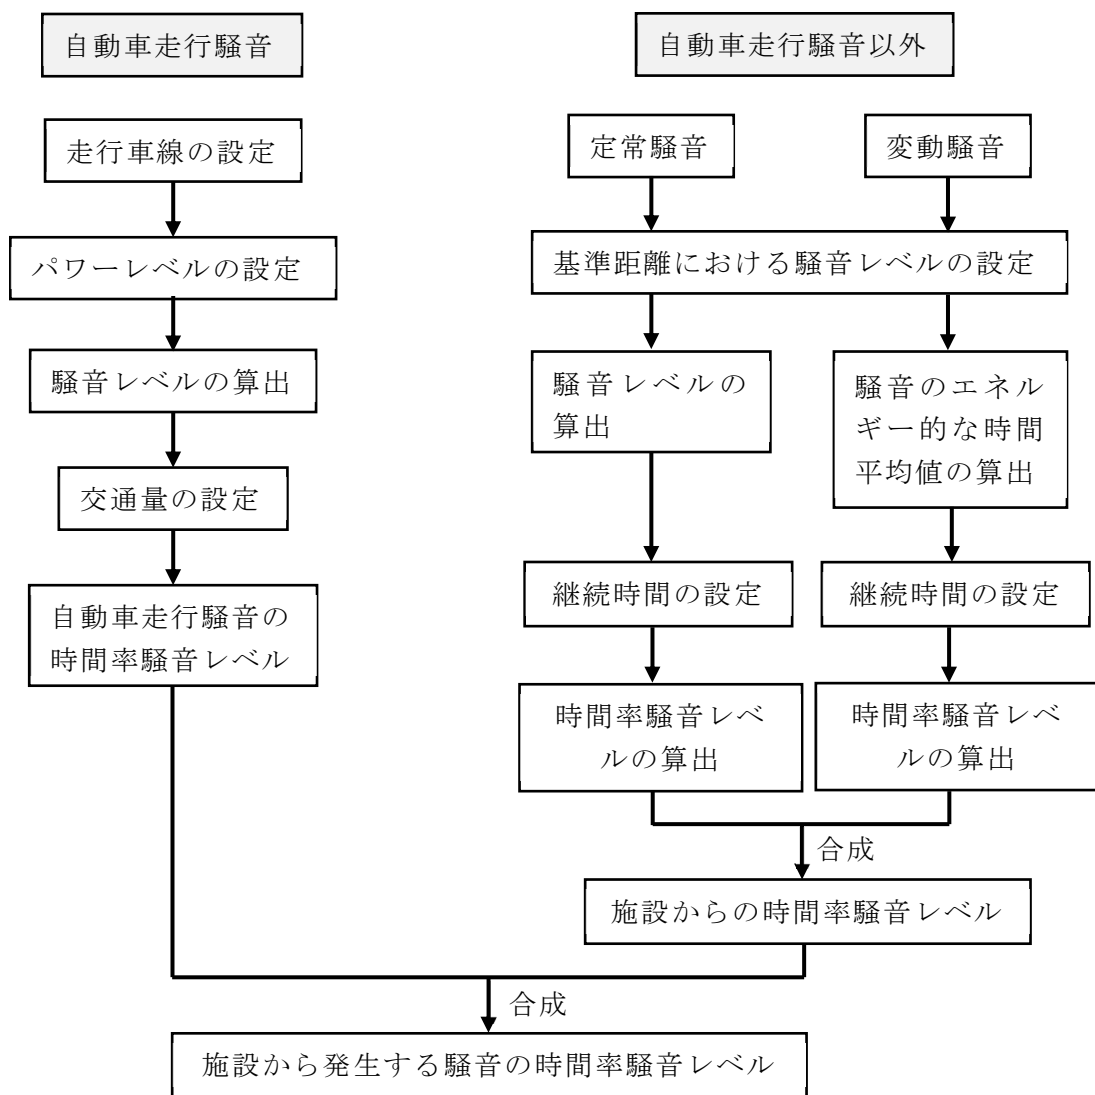 自動車走行騒音
走行車線の設定
パワーレベルの設定
騒音レベルの算出
交通量の設定
自動車走行騒音の
時間率騒音レベル
自動車走行騒音以外
定常騒音
変動騒音
基準距離における騒音レベルの設定
騒音レベルの
算出
騒音のエネル
ギー的な時間
平均値の算出
継続時間の設定
継続時間の設定
時間率騒音レベ
ルの算出
時間率騒音レベ
ルの算出
合成
施設からの時間率騒音レベル
合成
施設から発生する騒音の時間率騒音レベル